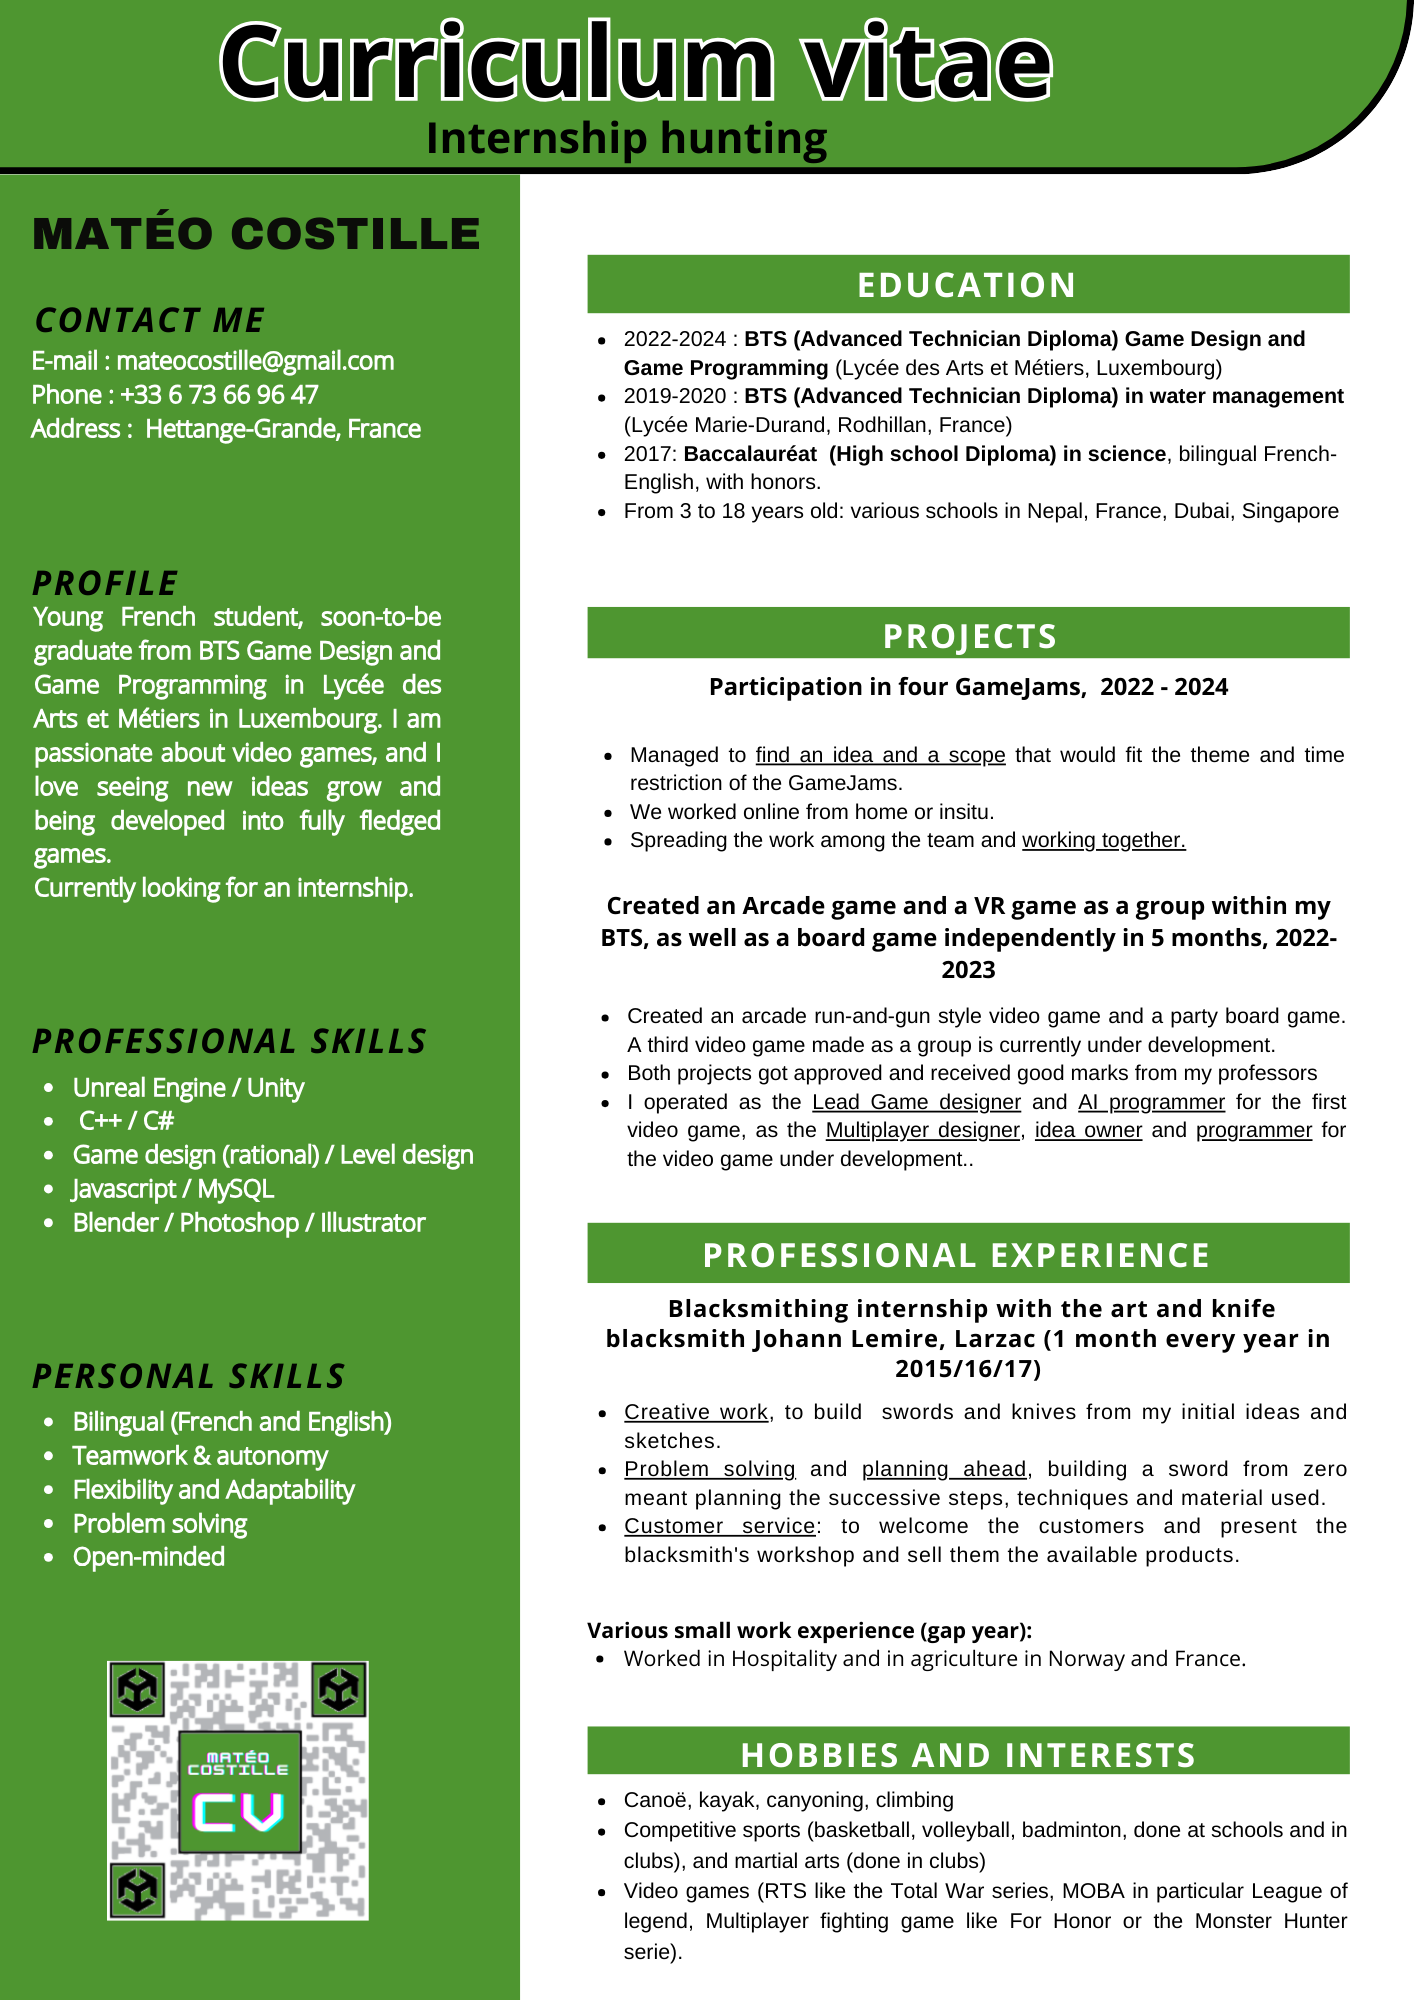 Curriculum vitae
Internship hunting
MATÉO COSTILLE
CONTACT ME
E-mail : mateocostille@gmail.com
Phone : +33 6 73 66 96 47
Address :  Hettange-Grande, France
PROFILE
Young French student, soon-to-be
graduate from BTS Game Design and
Game Programming in Lycée des
Arts et Métiers in Luxembourg. I am
passionate about video games, and I
love seeing new ideas grow and
being developed into fully fledged
games.
Currently looking for an internship.
PROFESSIONAL SKILLS
• Unreal Engine / Unity
• C++ / C#
• Game design (rational) / Level design
• Javascript / MySQL
• Blender / Photoshop / Illustrator
PERSONAL SKILLS
• Bilingual (French and English)
• Teamwork & autonomy
• Flexibility and Adaptability
• Problem solving
• Open-minded
MATÉO
COSTILLE
CV
EDUCATION
• 2022-2024 : BTS (Advanced Technician Diploma) Game Design and
Game Programming (Lycée des Arts et Métiers, Luxembourg)
• 2019-2020 : BTS (Advanced Technician Diploma) in water management
(Lycée Marie-Durand, Rodhillan, France)
• 2017: Baccalauréat  (High school Diploma) in science, bilingual French-
English, with honors.
• From 3 to 18 years old: various schools in Nepal, France, Dubai, Singapore
PROJECTS
Participation in four GameJams,  2022 - 2024
• Managed to find an idea and a scope that would fit the theme and time
restriction of the GameJams.
• We worked online from home or insitu.
• Spreading the work among the team and working together.
Created an Arcade game and a VR game as a group within my
BTS, as well as a board game independently in 5 months, 2022-
2023
• Created an arcade run-and-gun style video game and a party board game.
A third video game made as a group is currently under development.
• Both projects got approved and received good marks from my professors
• I operated as the Lead Game designer and AI programmer for the first
video game, as the Multiplayer designer, idea owner and programmer for
the video game under development..
PROFESSIONAL EXPERIENCE
Blacksmithing internship with the art and knife
blacksmith Johann Lemire, Larzac (1 month every year in
2015/16/17)
• Creative work, to build  swords and knives from my initial ideas and
sketches.
• Problem solving and planning ahead, building a sword from zero
meant planning the successive steps, techniques and material used.
• Customer service: to welcome the customers and present the
blacksmith's workshop and sell them the available products.
Various small work experience (gap year):
• Worked in Hospitality and in agriculture in Norway and France.
HOBBIES AND INTERESTS
• Canoë, kayak, canyoning, climbing
• Competitive sports (basketball, volleyball, badminton, done at schools and in
clubs), and martial arts (done in clubs)
• Video games (RTS like the Total War series, MOBA in particular League of
legend, Multiplayer fighting game like For Honor or the Monster Hunter
serie).